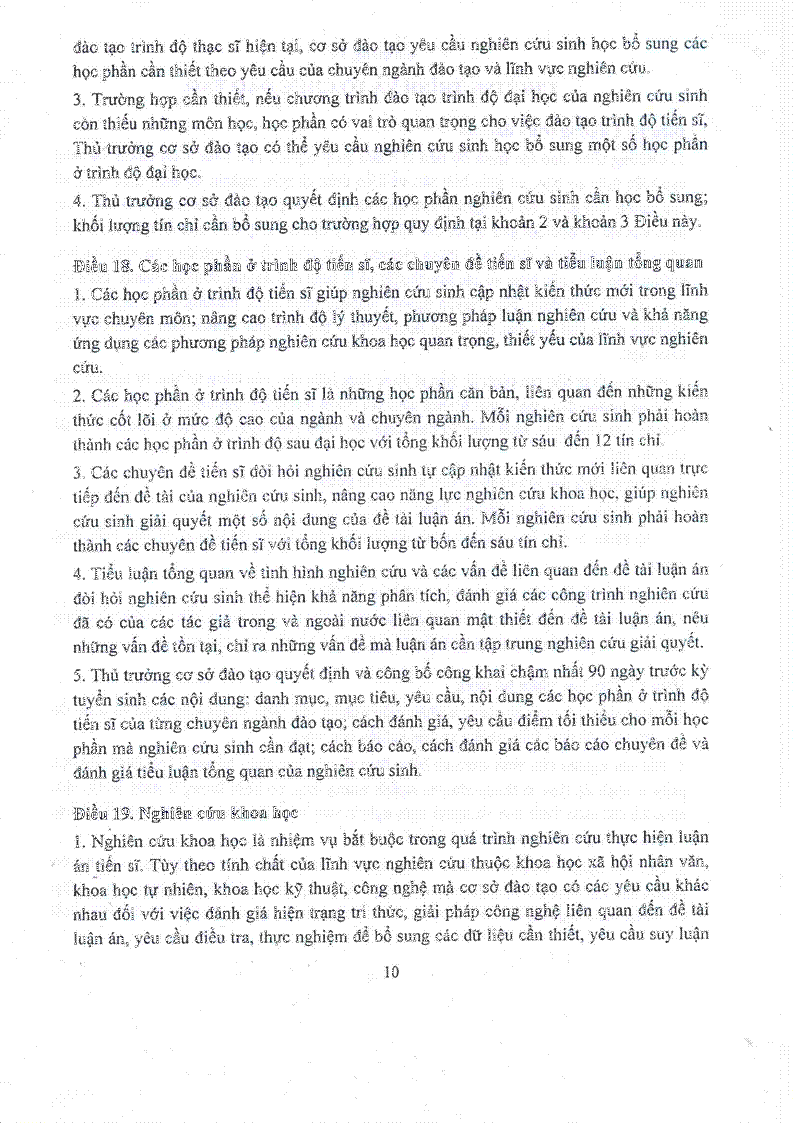 đào tạo trình độ thạc sĩ hiện tại, cơ sở đào tạo yêu cầu nghiên cứu sinh học bổ sung các
học phần cần thiết theo yêu cầu của chuyên ngành đào tạo và lĩnh vực nghiên cứu.
3. Trường hợp cần thiết, nếu chương trình đào tạo trình độ đại học của nghiên cứu sinh
còn thiếu những môn học, học phần có vai trò quan trọng cho việc đào tạo trình độ tiến sĩ,
Thủ trưởng cơ sở đào tạo có thể yêu cầu nghiên cứu sinh học bổ sung một số học phần
ở trình độ đại học.
4. Thủ trưởng cơ sở đào tạo quyết định các học phần nghiên cứu sinh cần học bổ sung;
khối lượng tín chỉ cần bổ sung cho trường hợp quy định tại khoản 2 và khoản 3 Điều này.
Điều 18. Các học phần ở trình độ tiến sĩ, các chuyên đề tiến sĩ và tiểu luận tổng quan
1. Các học phần ở trình độ tiến sĩ giúp nghiên cứu sinh cập nhật kiến thức mới trong lĩnh
vực chuyên môn; nâng cao trình độ lý thuyết, phương pháp luận nghiên cứu và khả năng
ứng dụng các phương pháp nghiên cứu khoa học quan trọng, thiết yếu của lĩnh vực nghiên
cứu.
2. Các học phần ở trình độ tiến sĩ là những học phần căn bản, liên quan đến những kiến
thức cốt lõi ở mức độ cao của ngành và chuyên ngành. Mỗi nghiên cứu sinh phải hoàn
thành các học phần ở trình độ sau đại học với tổng khối lượng từ sáu đến 12 tín chỉ.
3. Các chuyên đề tiến sĩ đòi hỏi nghiên cứu sinh tự cập nhật kiến thức mới liên quan trực
tiếp đến đề tài của nghiên cứu sinh, nâng cao năng lực nghiên cứu khoa học, giúp nghiên
cứu sinh giải quyết một số nội dung của đề tài luận án. Mỗi nghiên cứu sinh phải hoàn
thành các chuyên đề tiến sĩ với tổng khối lượng từ bốn đến sáu tín chỉ.
4. Tiểu luận tổng quan về tình hình nghiên cứu và các vấn đề liên quan đến đề tài luận án
đòi hỏi nghiên cứu sinh thể hiện khả năng phân tích, đánh giá các công trình nghiên cứu
đã có của các tác giả trong và ngoài nước liên quan mật thiết đến đề tài luận án, nêu
những vấn đề tồn tại, chỉ ra những vấn đề mà luận án cần tập trung nghiên cứu giải quyết.
5. Thủ trưởng cơ sở đào tạo quyết định và công bố công khai chậm nhất 90 ngày trước kỳ
tuyển sinh các nội dung: danh mục, mục tiêu, yêu cầu, nội dung các học phần ở trình độ
tiến sĩ của từng chuyên ngành đào tạo; cách đánh giá, yêu cầu điểm tối thiểu cho mỗi học
phần mà nghiên cứu sinh cần đạt; cách báo cáo, cách đánh giá các báo cáo chuyên đề và
đánh giá tiểu luận tổng quan của nghiên cứu sinh.
Điều 19. Nghiên cứu khoa học
1. Nghiên cứu khoa học là nhiệm vụ bắt buộc trong quá trình nghiên cứu thực hiện luận
án tiến sĩ. Tùy theo tính chất của lĩnh vực nghiên cứu thuộc khoa học xã hội nhân văn,
khoa học tự nhiên, khoa học kỹ thuật, công nghệ mà cơ sở đào tạo có các yêu cầu khác
nhau đối với việc đánh giá hiện trạng tri thức, giải pháp công nghệ liên quan đến đề tài
luận án, yêu cầu điều tra, thực nghiệm để bổ sung các dữ liệu cần thiết, yêu cầu suy luận
10